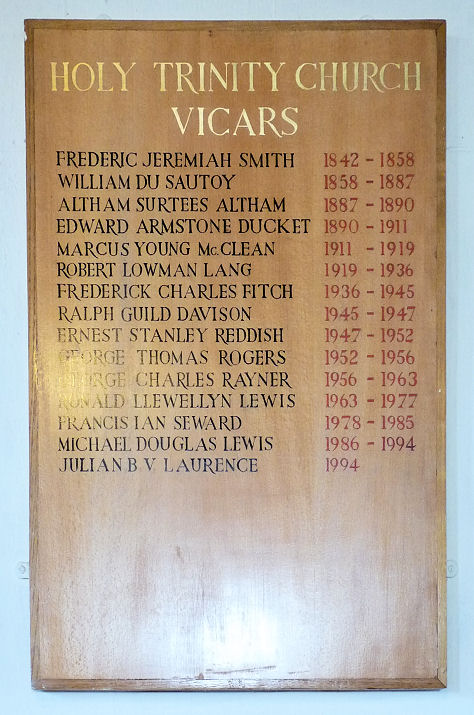 HOLY TRINITY CHURCH
VICARS
FREDERIC JEREMIAH SMITH 1842 - 1858
WILLIAM DU SAUTOY 1858 - 1887
ALTHAM SURTEES ALTHAM 1887 - 1890
EDWARD ARMSTONE DUCKET 1890 - 1911
MARCUS YOUNG Mc.CLEAN 1911 - 1919
ROBERT LOWMAN LANG 1919 - 1936
FREDERICK CHARLES FITCH 1936 - 1945
RALPH GUILD DAVISON 1945 - 1947
ERNEST STANLEY REDDISH 1947 - 1952
GEORGE THOMAS ROGERS 1952 - 1956
GEORGE CHARLES RAYNER 1956 - 1963
RONALD LLEWELLYN LEWIS 1963 - 1977
FRANCIS IAN SEWARD 1978 - 1985
MICHAEL DOUGLAS LEWIS 1986 - 1994
JULIAN B V LAURENCE 1994